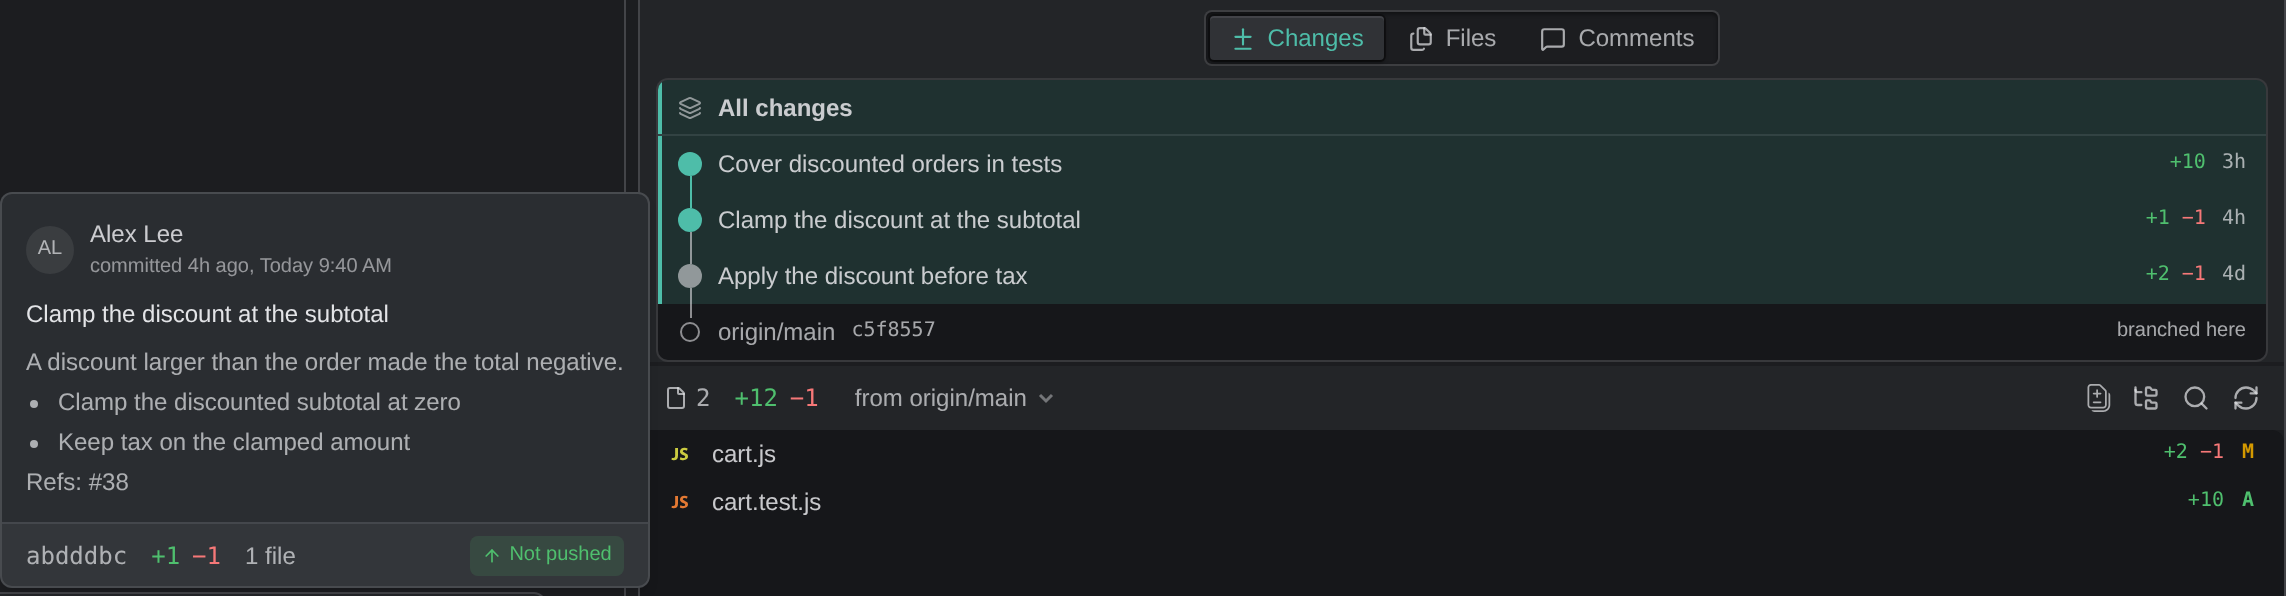 Changes Files Comments
All changes
Cover discounted orders in tests +10 3h
Clamp the discount at the subtotal +1 −1 4h
Apply the discount before tax +2 −1 4d
origin/main c5f8557 branched here
2 +12 −1 from origin/main
JS cart.js +2 −1 M
JS cart.test.js +10 A
AL Alex Lee
committed 4h ago, Today 9:40 AM
Clamp the discount at the subtotal
A discount larger than the order made the total negative.
• Clamp the discounted subtotal at zero
• Keep tax on the clamped amount
Refs: #38
abdddbc +1 −1 1 file Not pushed